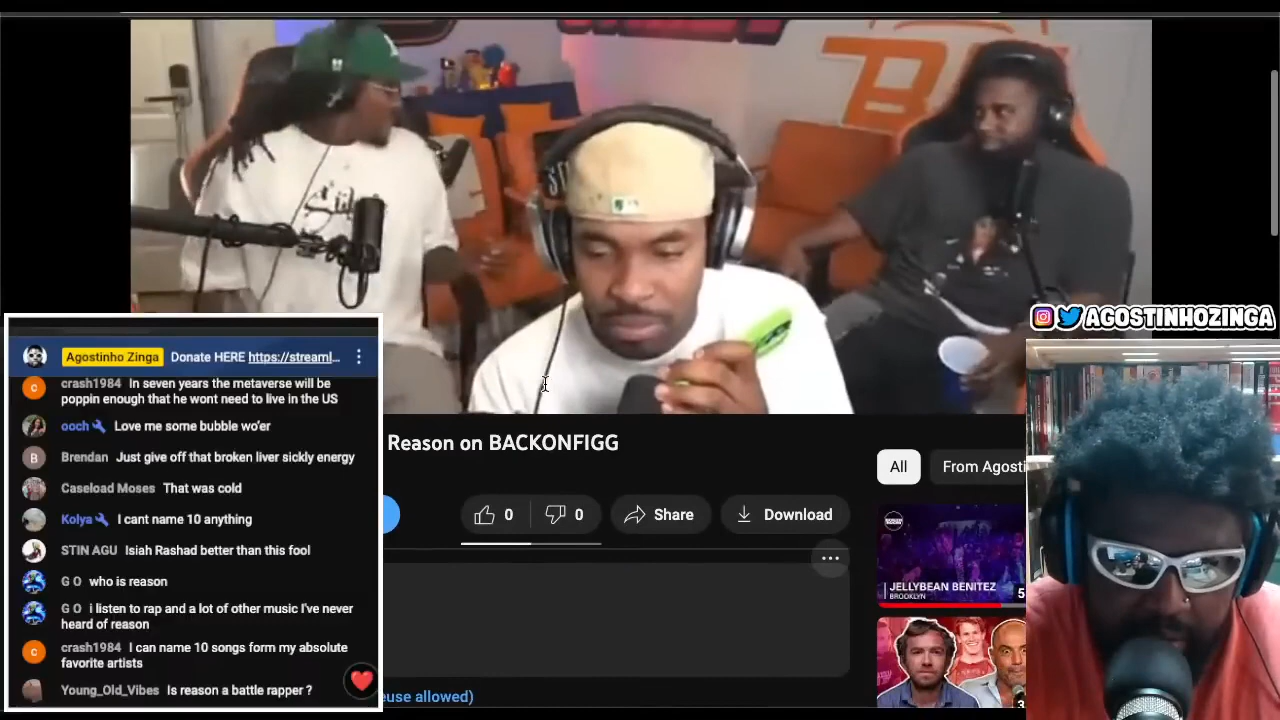 AGOSTINHOZINGA
Agostinho Zinga Donate HERE https://streaml...
crash1984 In seven years the metaverse will be
poppin enough that he wont need to live in the US
ooch Love me some bubble wo'er
Brendan Just give off that broken liver sickly energy
Caseload Moses That was cold
Kolya I cant name 10 anything
STIN AGU Isiah Rashad better than this fool
G O who is reason
G O i listen to rap and a lot of other music I've never
heard of reason
crash1984 I can name 10 songs form my absolute
favorite artists
Young_Old_Vibes Is reason a battle rapper ?
Reason on BACKONFIGG
0
0
Share
Download
euse allowed)
All
From Agosti
JELLYBEAN BENITEZ
BROOKLYN
5
3